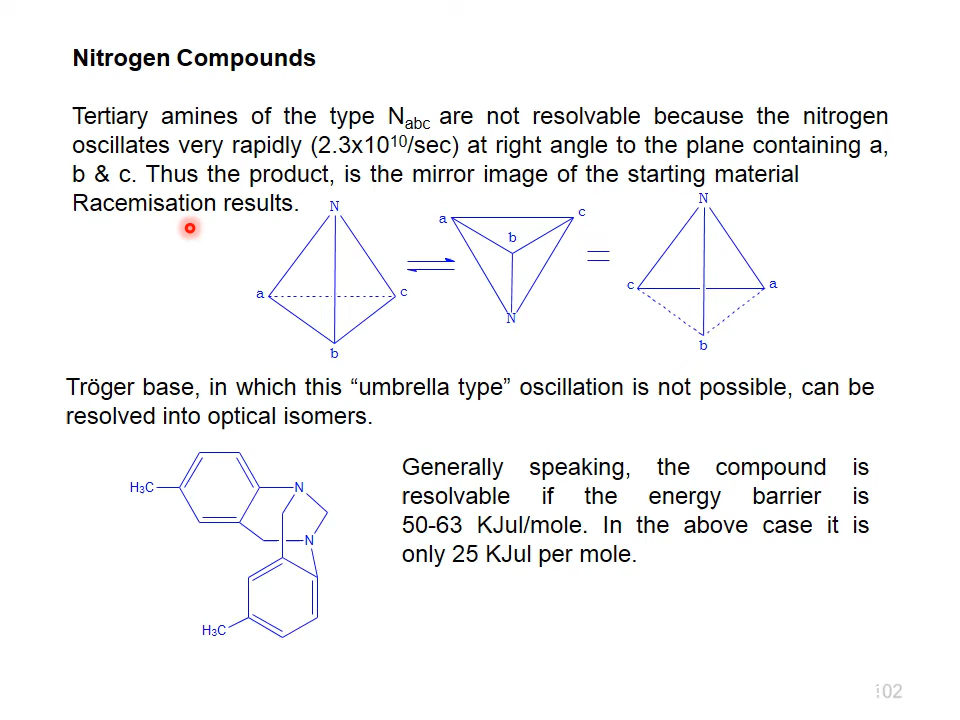 Nitrogen Compounds
Tertiary amines of the type Nabc are not resolvable because the nitrogen
oscillates very rapidly (2.3x10¹⁰/sec) at right angle to the plane containing a,
b & c. Thus the product, is the mirror image of the starting material
Racemisation results.
N
a
c
b
a
c
b
N
N
c
a
b
Tröger base, in which this “umbrella type” oscillation is not possible, can be
resolved into optical isomers.
H₃C
N
N
H₃C
Generally speaking, the compound is
resolvable if the energy barrier is
50-63 KJul/mole. In the above case it is
only 25 KJul per mole.
02